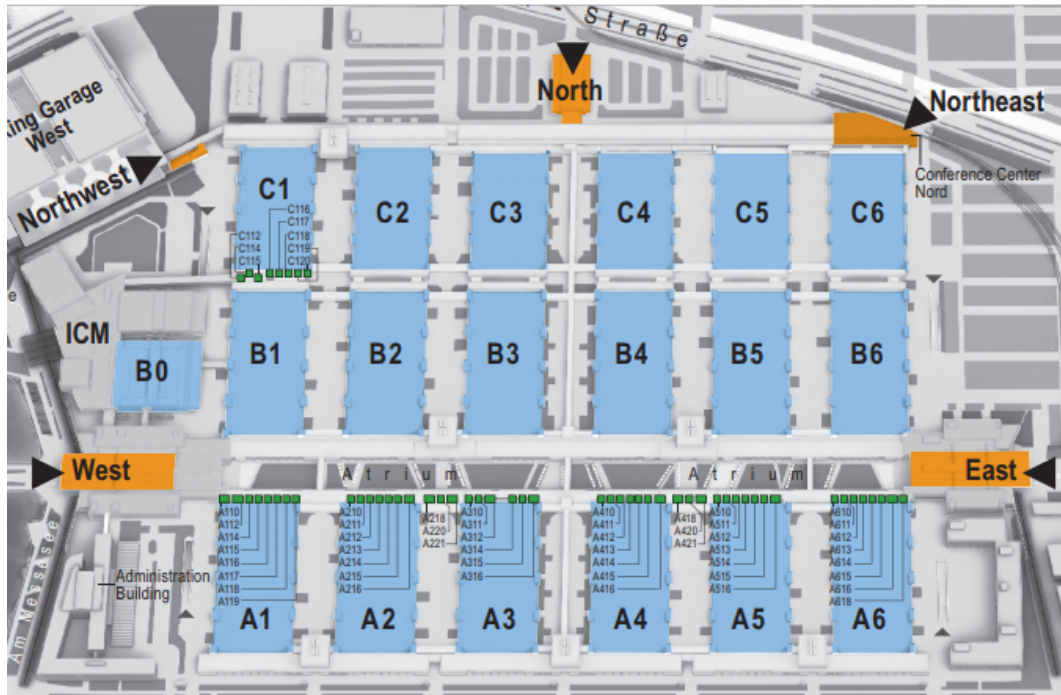 Straße
North
Northeast
king Garage
West
Northwest
Conference Center
Nord
C1
C2
C3
C4
C5
C6
C116
C117
C112
C118
C114
C119
C115
C120
ICM
B0
B1
B2
B3
B4
B5
B6
West
Atrium
Atrium
East
A110
A112
A114
A115
A116
A117
A118
A119
A210
A211
A212
A213
A214
A215
A216
A218
A220
A221
A310
A311
A312
A314
A315
A316
A410
A411
A412
A413
A414
A415
A416
A418
A420
A421
A510
A511
A512
A513
A514
A515
A516
A610
A611
A612
A613
A614
A615
A616
A618
Am Messesee
Administration
Building
A1
A2
A3
A4
A5
A6